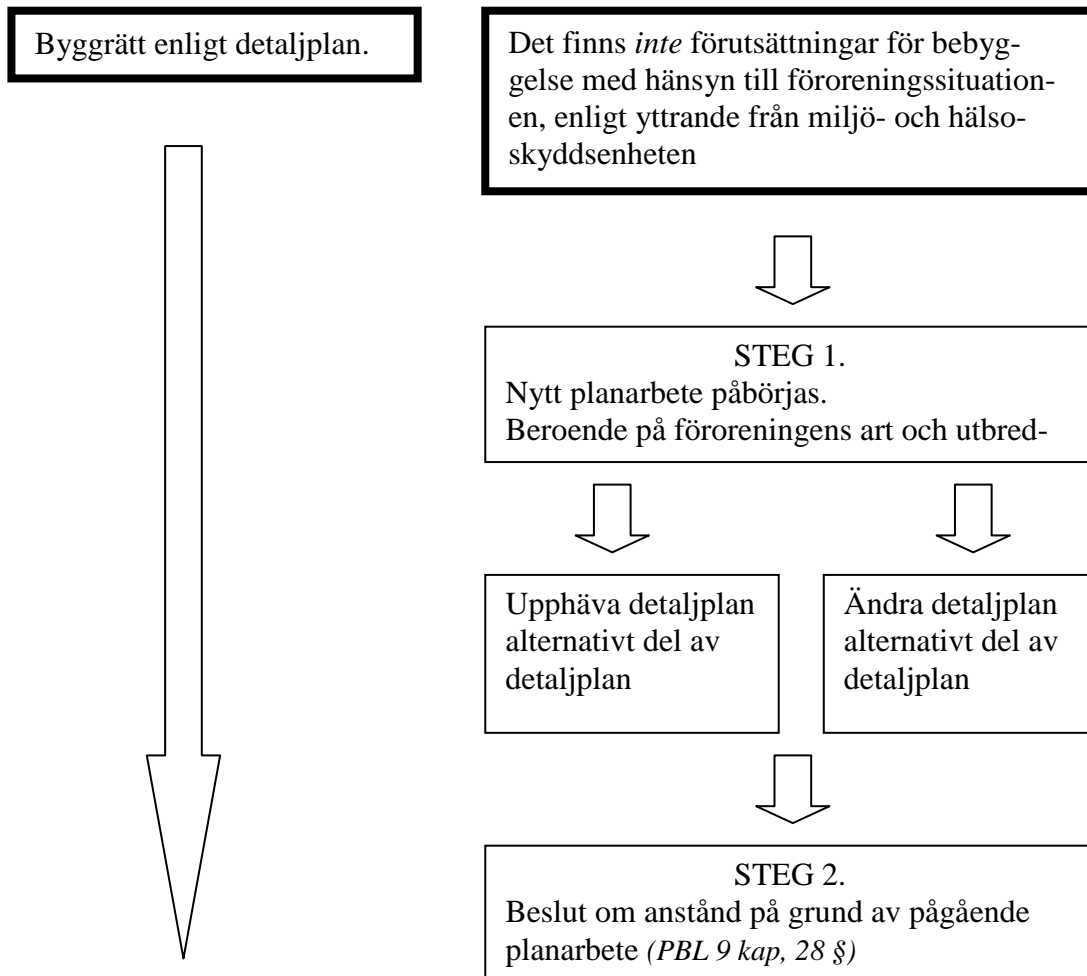 Byggrätt enligt detaljplan.
Det finns inte förutsättningar för bebyg-
gelse med hänsyn till föroreningssituation-
en, enligt yttrande från miljö- och hälso-
skyddsenheten
STEG 1.
Nytt planarbete påbörjas.
Beroende på föroreningens art och utbred-
Upphäva detaljplan
alternativt del av
detaljplan
Ändra detaljplan
alternativt del av
detaljplan
STEG 2.
Beslut om anstånd på grund av pågående
planarbete (PBL 9 kap, 28 §)